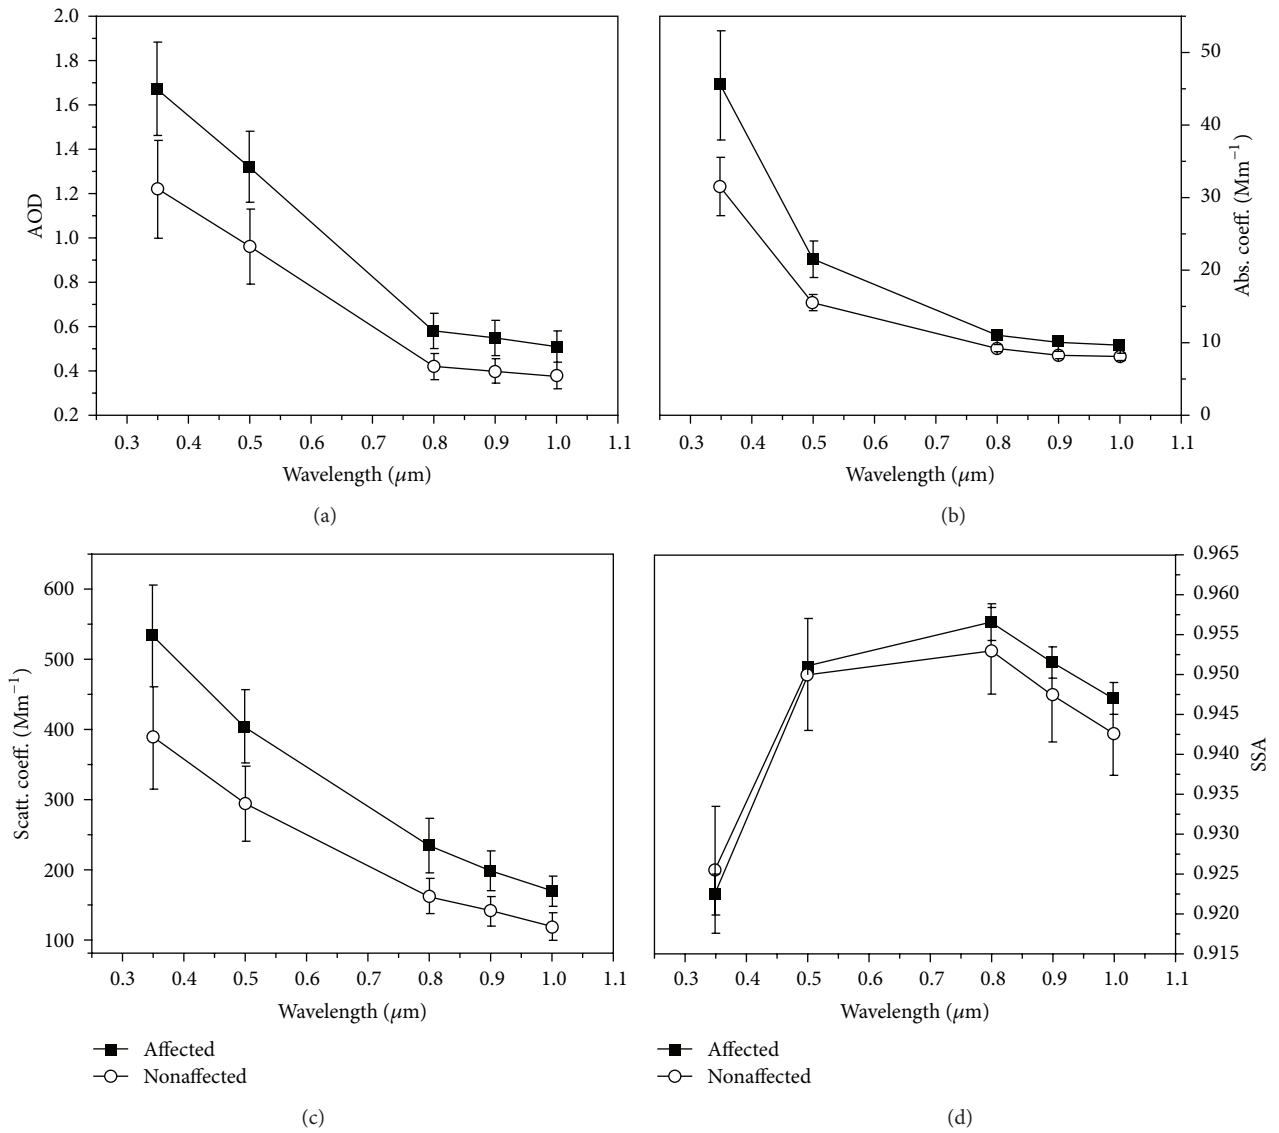 2.0
1.8
1.6
1.4
1.2
1.0
0.8
0.6
0.4
0.2
AOD
0.3 0.4 0.5 0.6 0.7 0.8 0.9 1.0 1.1
Wavelength (μm)
(a)
50
40
30
20
10
0
Abs. coeff. (Mm⁻¹)
0.3 0.4 0.5 0.6 0.7 0.8 0.9 1.0 1.1
Wavelength (μm)
(b)
600
500
400
300
200
100
Scatt. coeff. (Mm⁻¹)
0.3 0.4 0.5 0.6 0.7 0.8 0.9 1.0 1.1
Wavelength (μm)
Affected
Nonaffected
(c)
0.965
0.960
0.955
0.950
0.945
0.940
0.935
0.930
0.925
0.920
0.915
SSA
0.3 0.4 0.5 0.6 0.7 0.8 0.9 1.0 1.1
Wavelength (μm)
Affected
Nonaffected
(d)